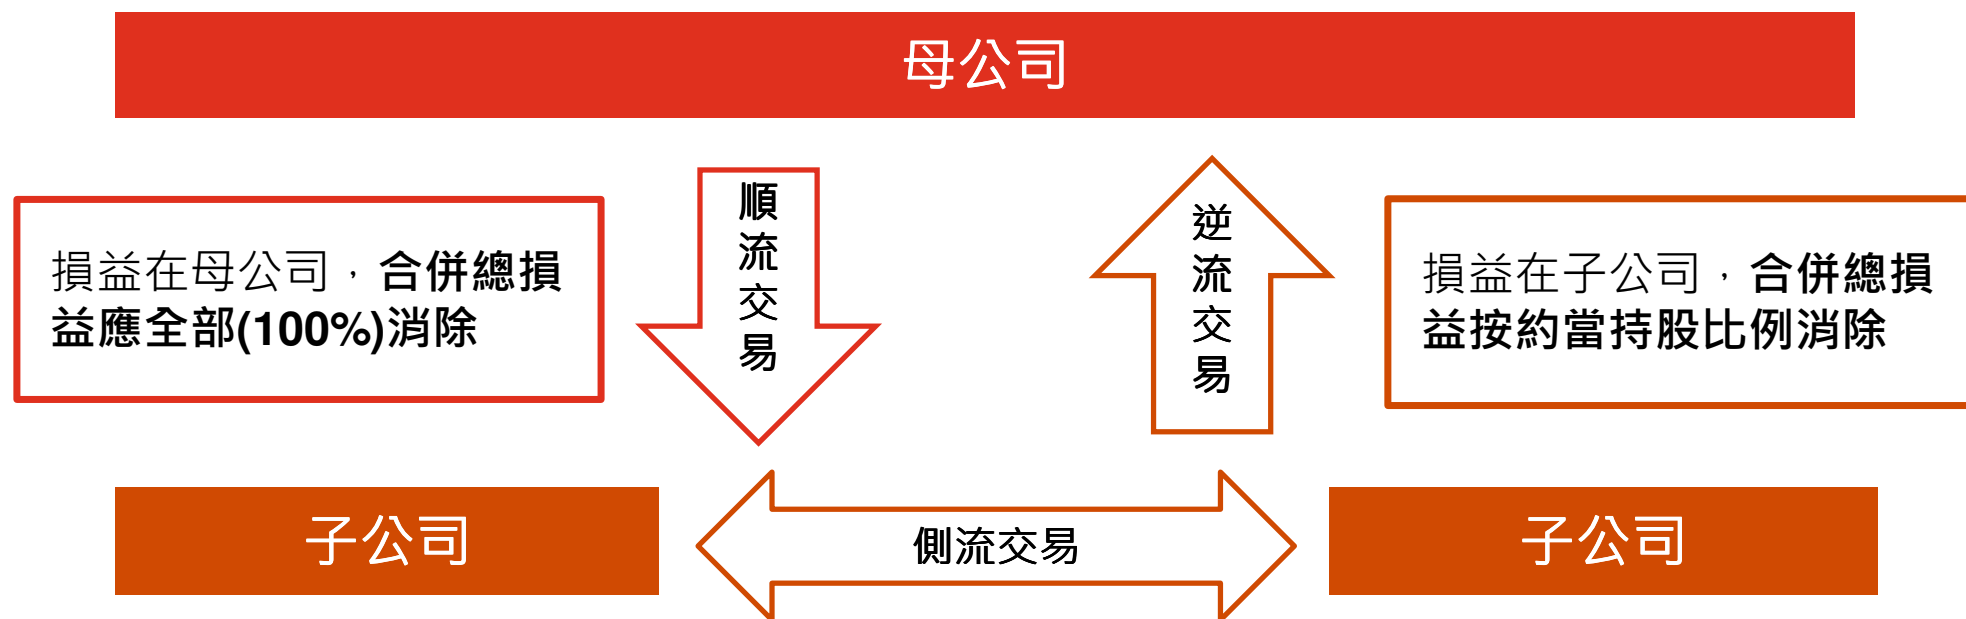 母公司
損益在母公司，合併總損
益應全部(100%)消除
順流交易
逆流交易
損益在子公司，合併總損
益按約當持股比例消除
子公司
側流交易
子公司